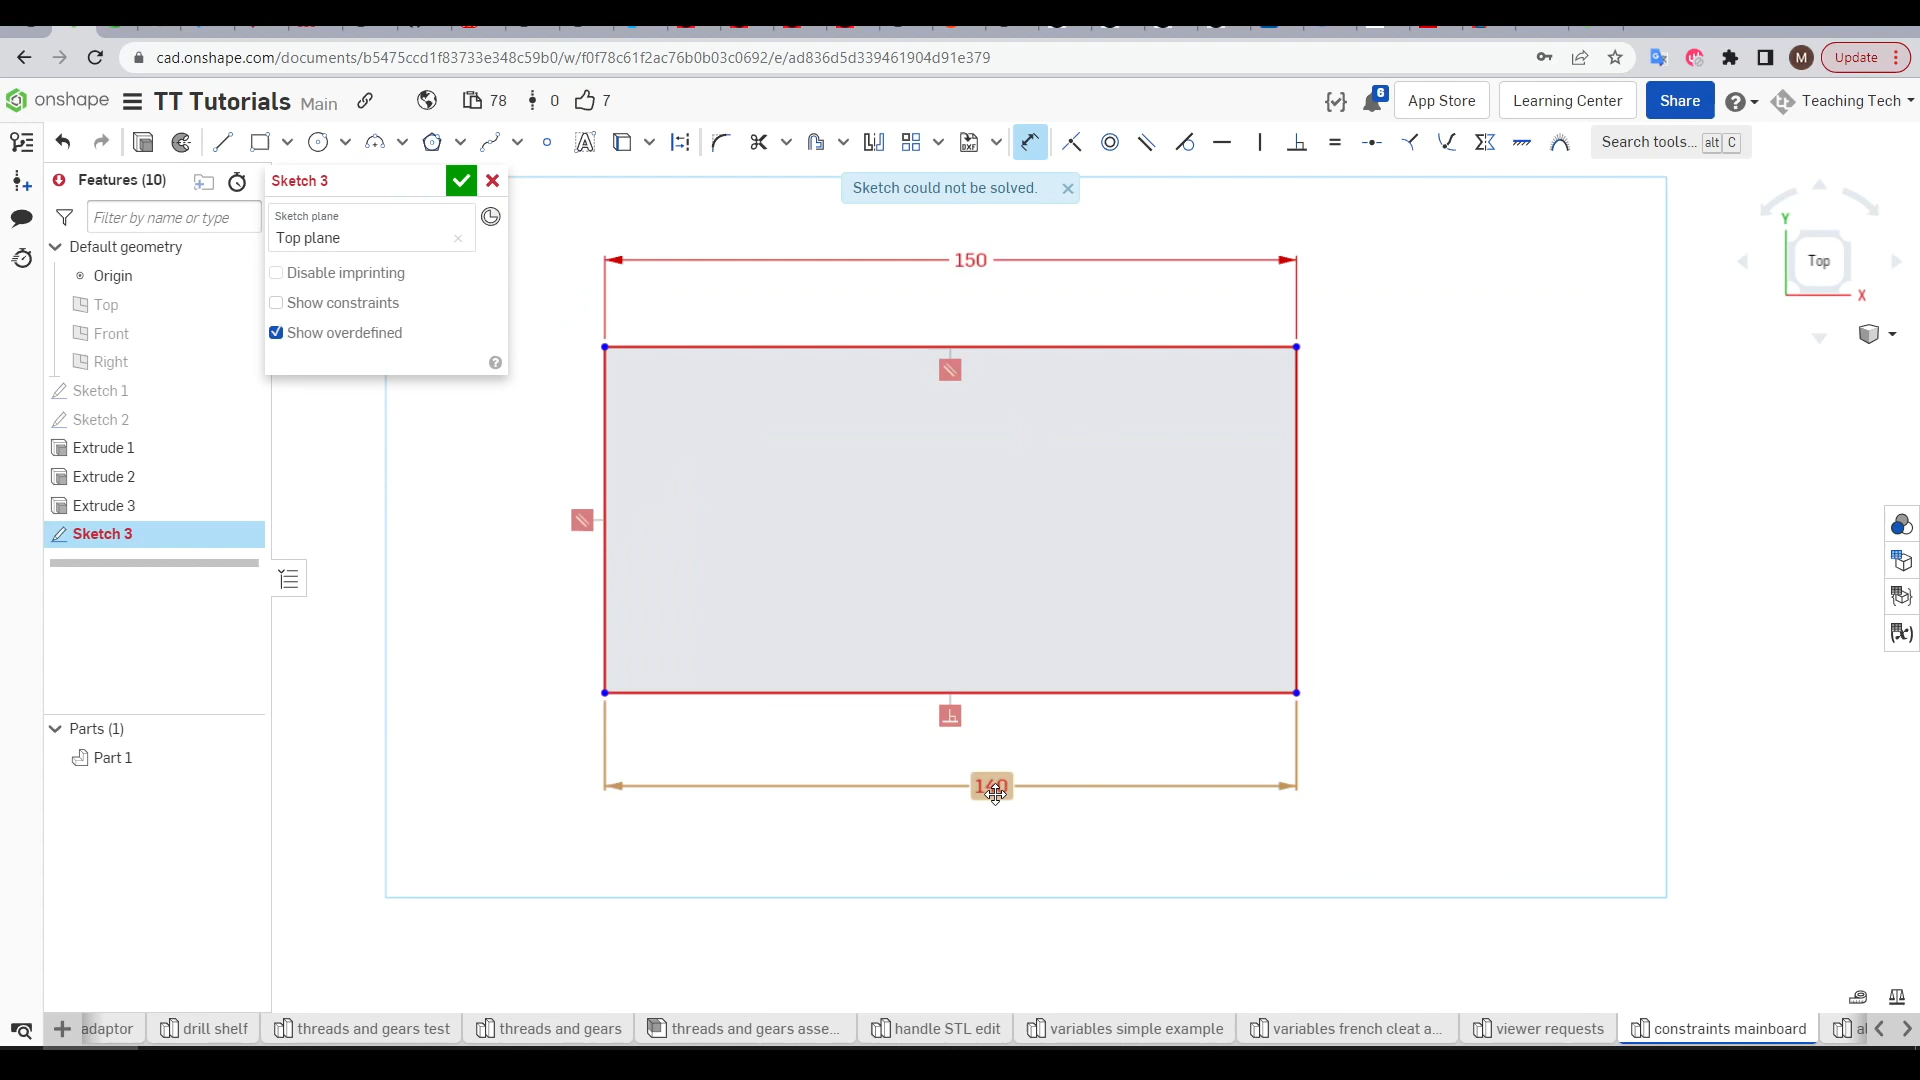 cad.onshape.com/documents/b5475ccd1f83733e348c59b0/w/f0f78c61f2ac76b0b03c0692/e/ad836d5d339461904d91e379
M
Update
onshape TT Tutorials Main 78 0 7
6
App Store Learning Center Share Teaching Tech
DXF
Search tools... alt C
Features (10)
Filter by name or type
Default geometry
Origin
Top
Front
Right
Sketch 1
Sketch 2
Extrude 1
Extrude 2
Extrude 3
Sketch 3
Parts (1)
Part 1
Sketch 3
Sketch plane
Top plane
Disable imprinting
Show constraints
Show overdefined
Sketch could not be solved.
150
140
Y
Top
X
adaptor drill shelf threads and gears test threads and gears threads and gears asse... handle STL edit variables simple example variables french cleat a... viewer requests constraints mainboard